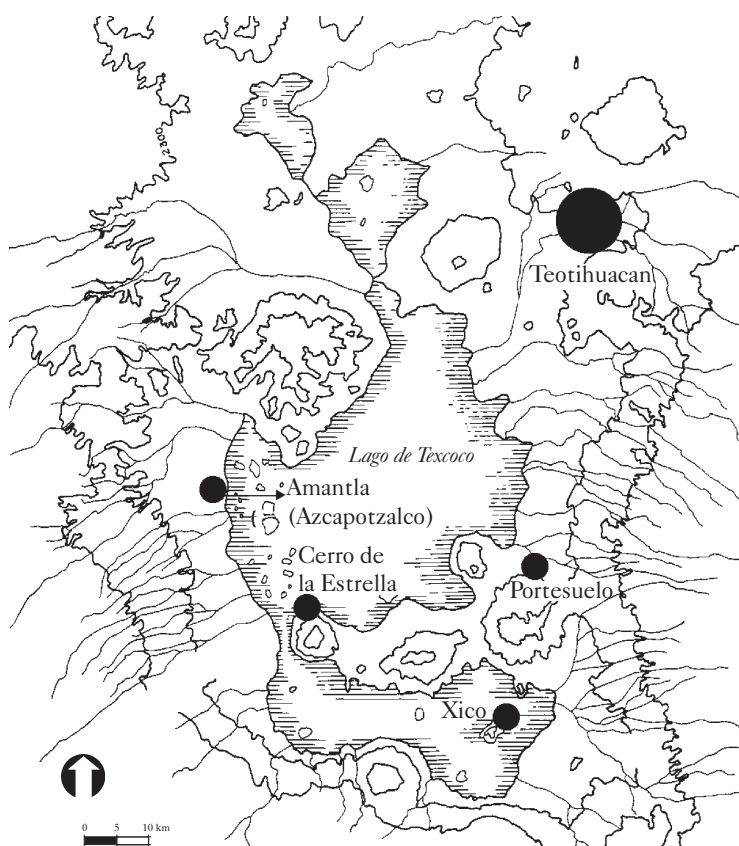 2300
Teotihuacan
Lago de Texcoco
Amantla
(Azcapotzalco)
Cerro de
la Estrella
Portesuelo
Xico
0 5 10 km